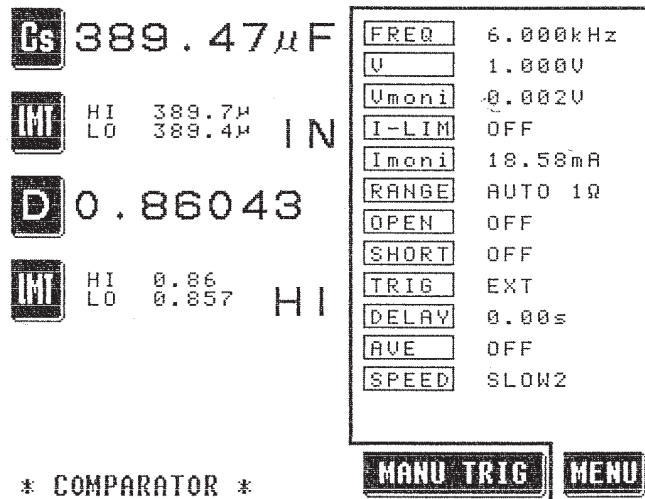 Cs 389.47μF
INT HI 389.7μ
LO 389.4μ IN
D 0.86043
INT HI 0.86
LO 0.857 HI
FREQ 6.000kHz
V 1.000V
Vmoni 0.002V
I-LIM OFF
Imoni 18.58mA
RANGE AUTO 1Ω
OPEN OFF
SHORT OFF
TRIG EXT
DELAY 0.00s
AVE OFF
SPEED SLOW2
* COMPARATOR *
MANU TRIG MENU